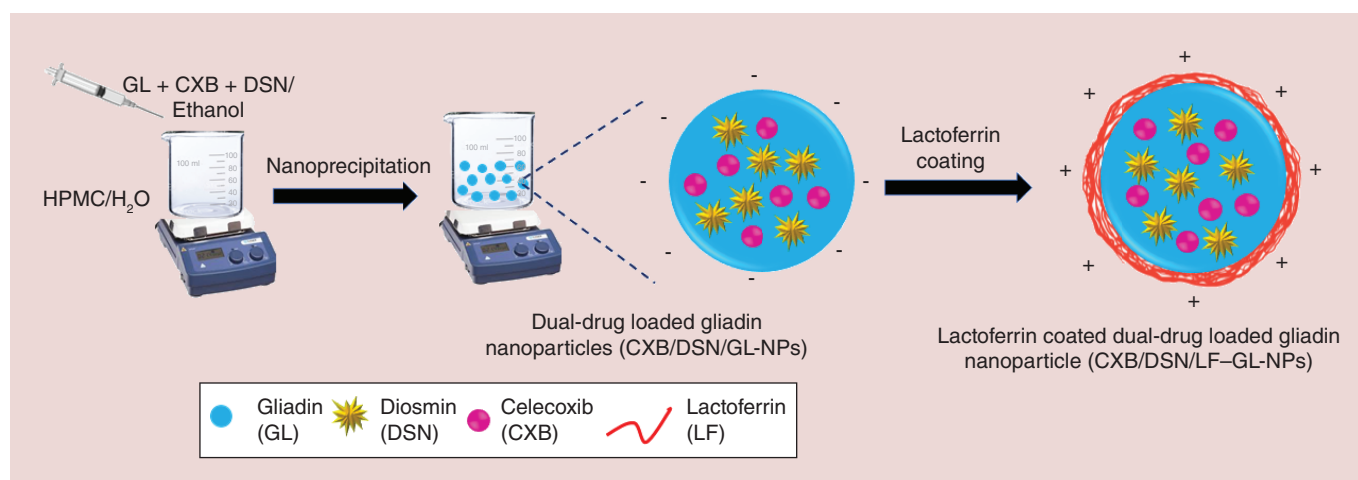 GL + CXB + DSN/
Ethanol
HPMC/H₂O
100 ml
100
80
60
40
20
Nanoprecipitation
100 ml
100
80
60
-
-
-
-
-
-
-
-
Dual-drug loaded gliadin
nanoparticles (CXB/DSN/GL-NPs)
Lactoferrin
coating
+
+
+
+
+
+
+
+
Lactoferrin coated dual-drug loaded gliadin
nanoparticle (CXB/DSN/LF–GL-NPs)
Gliadin
(GL)
Diosmin
(DSN)
Celecoxib
(CXB)
Lactoferrin
(LF)